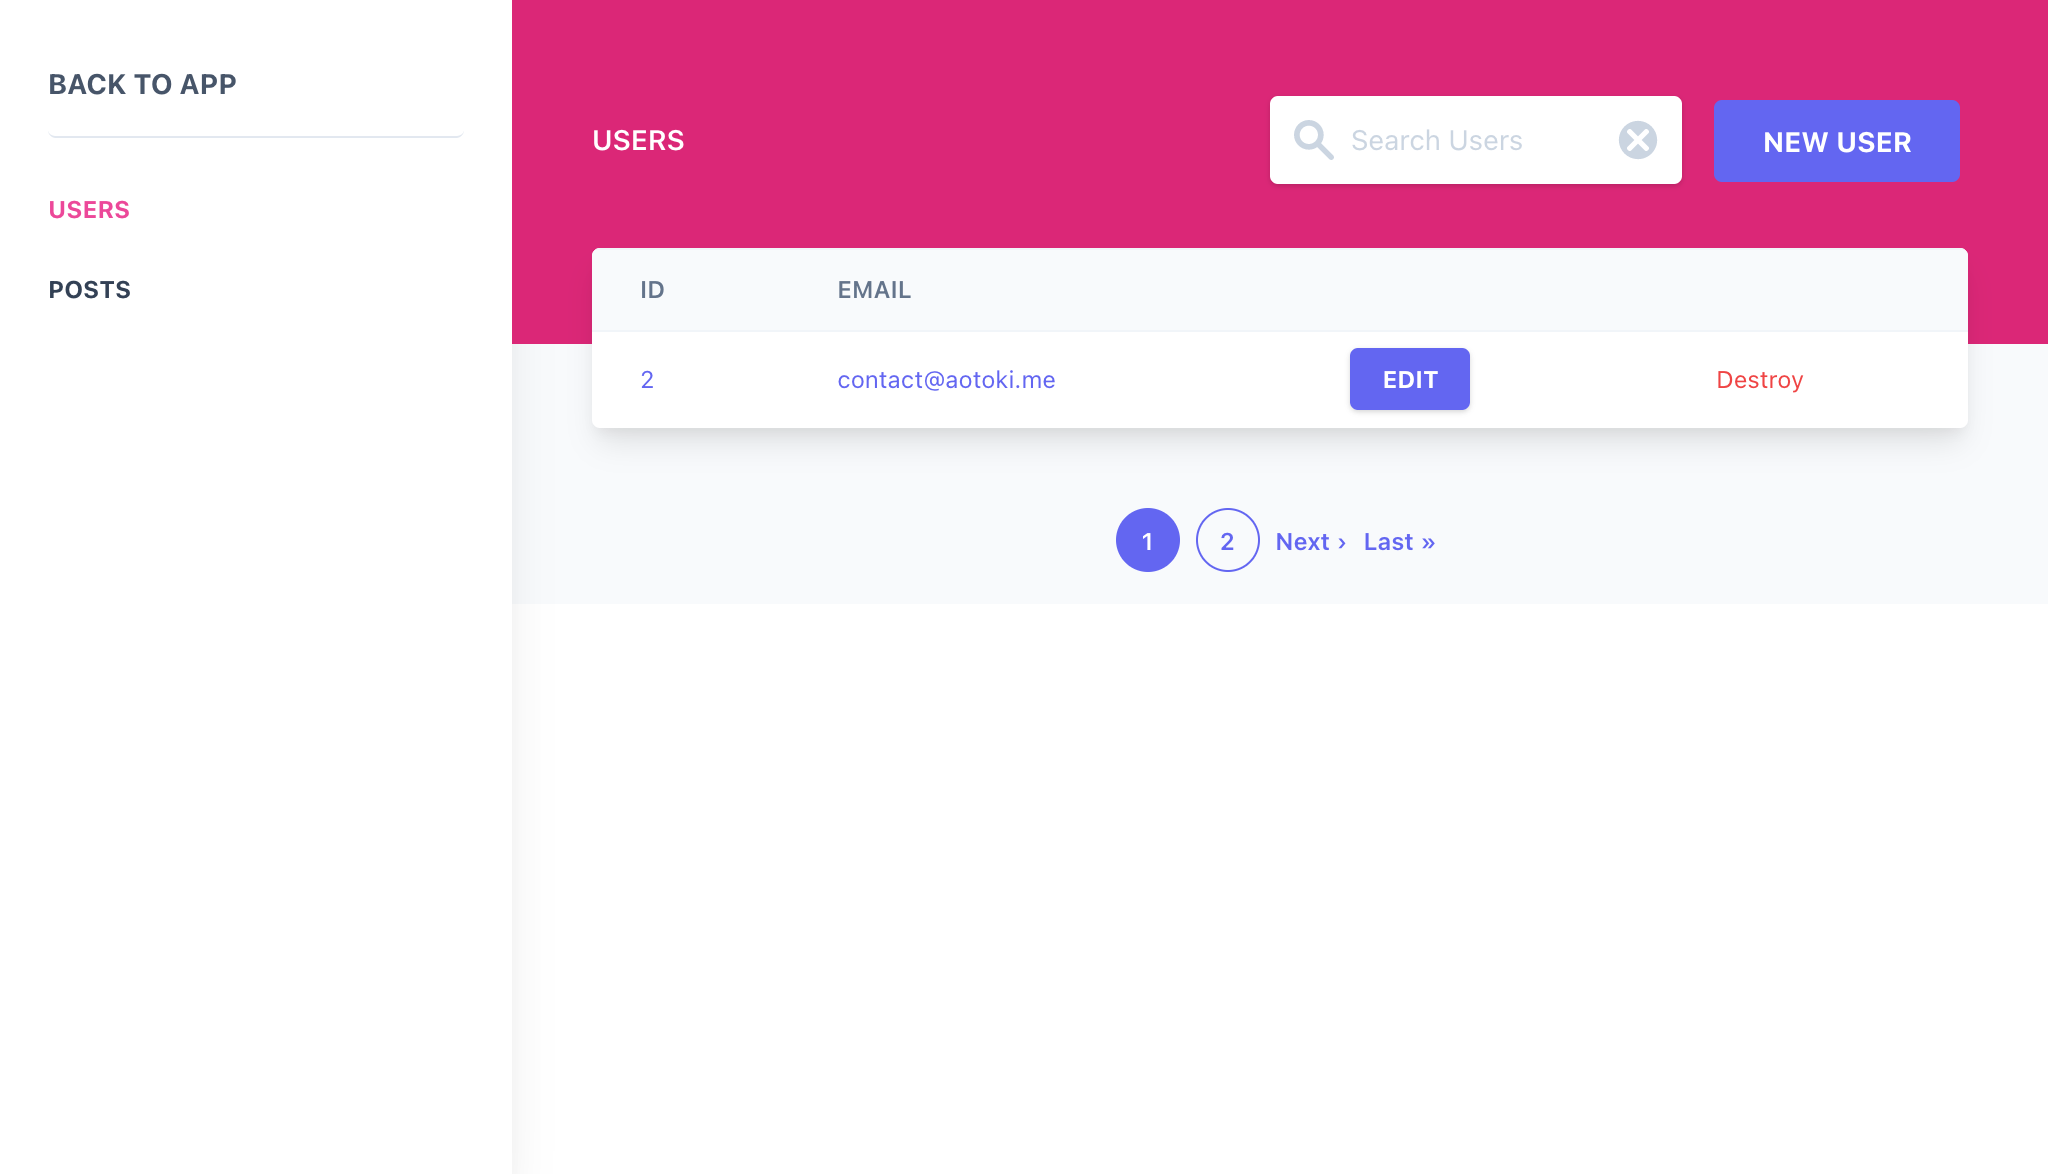 BACK TO APP
USERS
POSTS
USERS
Search Users
NEW USER
ID EMAIL
2 contact@aotoki.me EDIT Destroy
1 2 Next › Last »